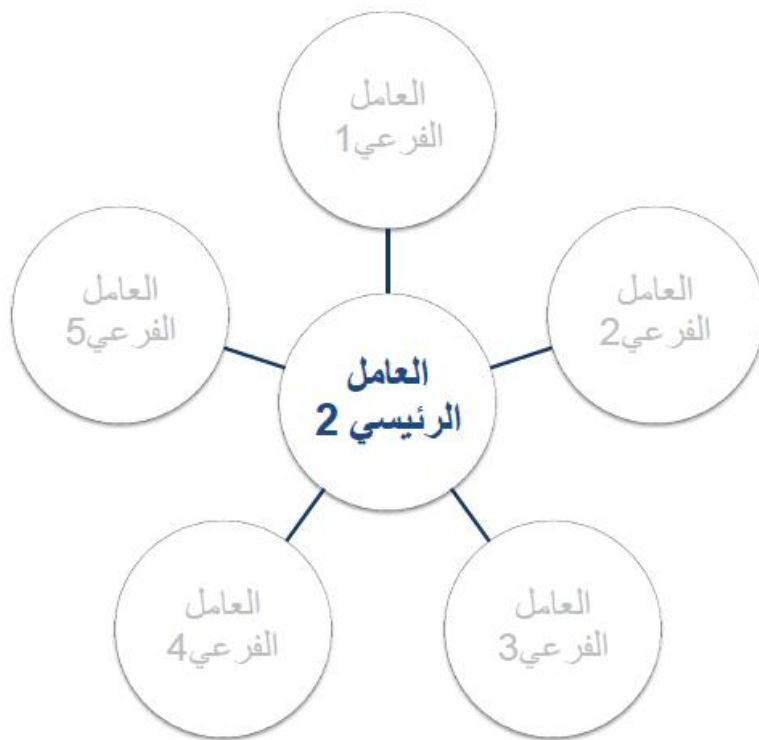 العامل
الفرعي1
العامل
الفرعي2
العامل
الفرعي3
العامل
الفرعي4
العامل
الفرعي5
العامل
الرئيسي 2